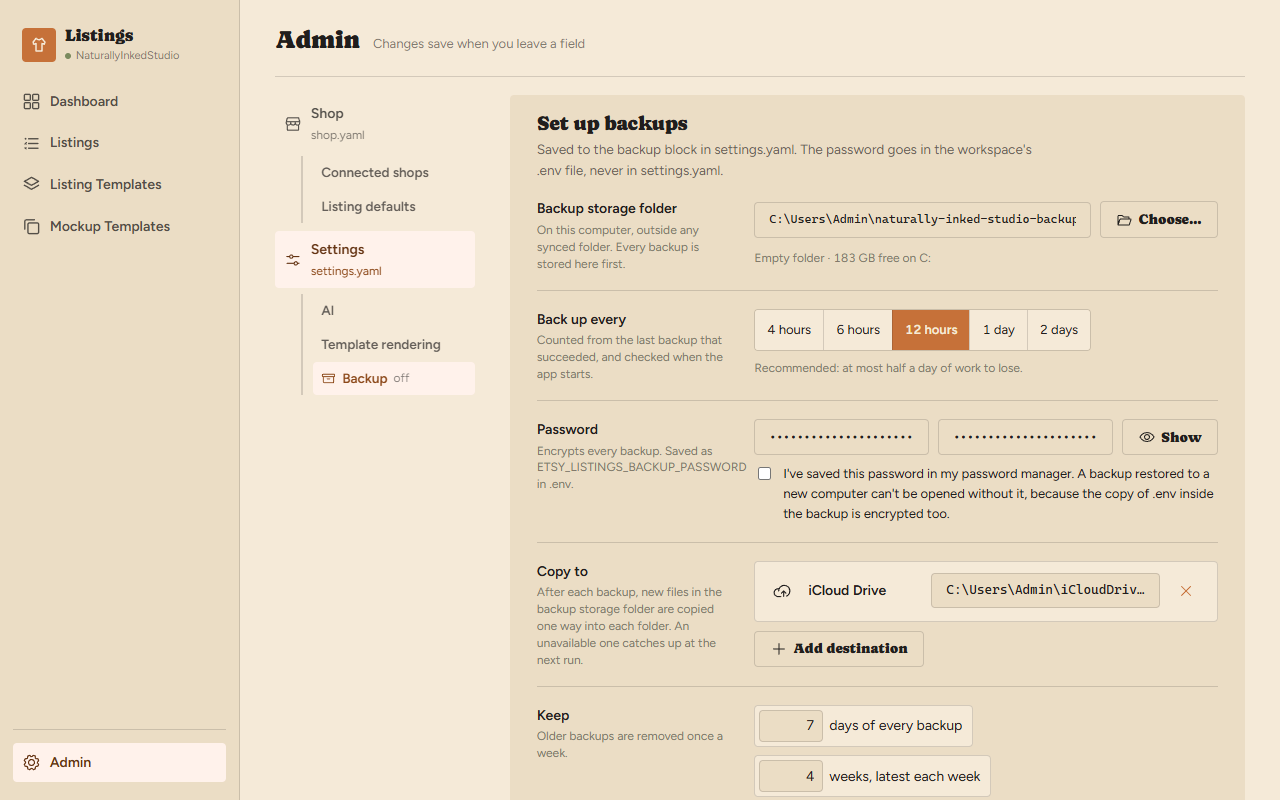 Listings
NaturallyInkedStudio
Dashboard
Listings
Listing Templates
Mockup Templates
Admin
Admin
Changes save when you leave a field
Shop
shop.yaml
Connected shops
Listing defaults
Settings
settings.yaml
AI
Template rendering
Backup off
Set up backups
Saved to the backup block in settings.yaml. The password goes in the workspace's
.env file, never in settings.yaml.
Backup storage folder
On this computer, outside any
synced folder. Every backup is
stored here first.
C:\Users\Admin\naturally-inked-studio-backup
Choose...
Empty folder · 183 GB free on C:
Back up every
Counted from the last backup that
succeeded, and checked when the
app starts.
4 hours 6 hours 12 hours 1 day 2 days
Recommended: at most half a day of work to lose.
Password
Encrypts every backup. Saved as
ETSY_LISTINGS_BACKUP_PASSWORD
in .env.
•••••••••••••••••••• •••••••••••••••••••• Show
I've saved this password in my password manager. A backup restored to a
new computer can't be opened without it, because the copy of .env inside
the backup is encrypted too.
Copy to
After each backup, new files in the
backup storage folder are copied
one way into each folder. An
unavailable one catches up at the
next run.
iCloud Drive C:\Users\Admin\iCloudDriv…
Add destination
Keep
Older backups are removed once a
week.
7 days of every backup
4 weeks, latest each week